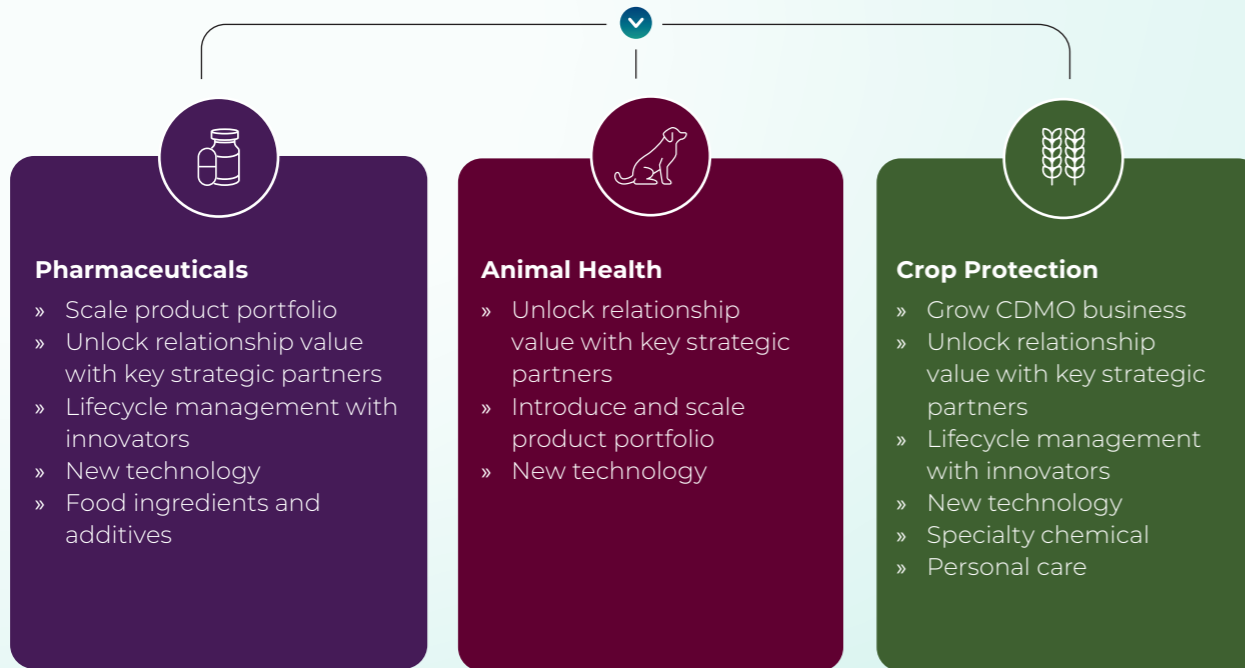 Pharmaceuticals
» Scale product portfolio
» Unlock relationship value
with key strategic partners
» Lifecycle management with
innovators
» New technology
» Food ingredients and
additives
Animal Health
» Unlock relationship
value with key strategic
partners
» Introduce and scale
product portfolio
» New technology
Crop Protection
» Grow CDMO business
» Unlock relationship
value with key strategic
partners
» Lifecycle management
with innovators
» New technology
» Specialty chemical
» Personal care